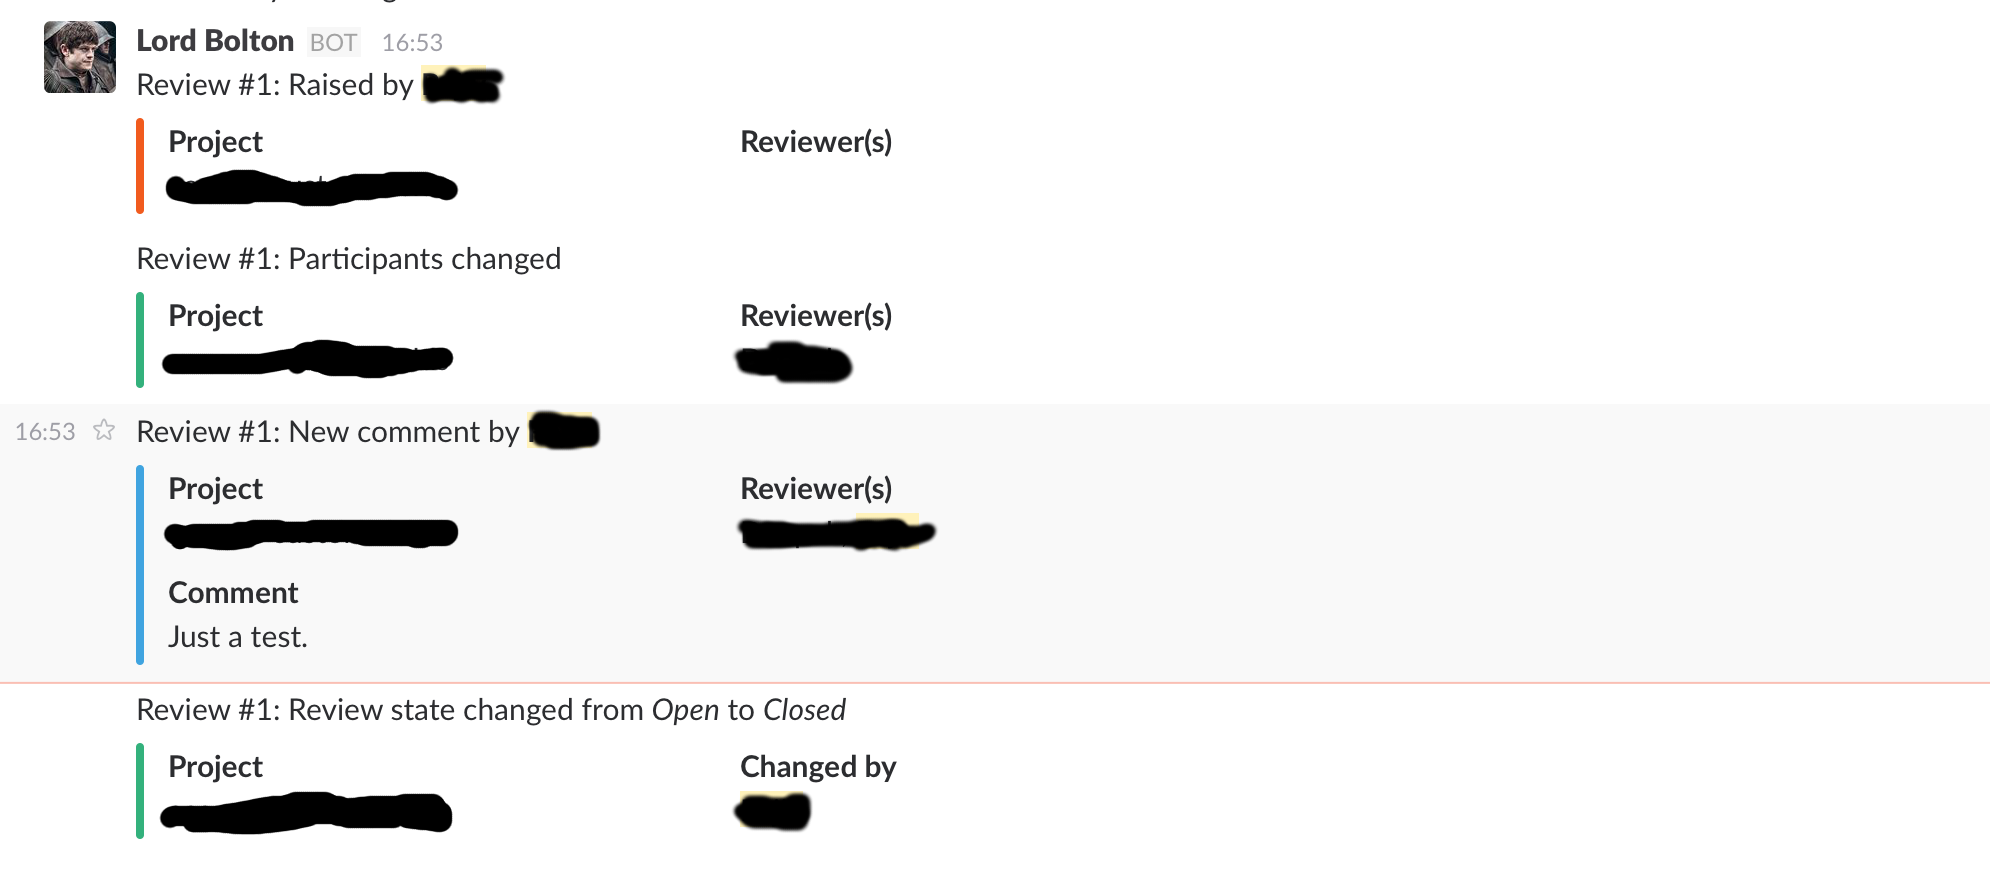 Lord Bolton BOT 16:53
Review #1: Raised by
Project Reviewer(s)
Review #1: Participants changed
Project Reviewer(s)
16:53 Review #1: New comment by
Project Reviewer(s)
Comment
Just a test.
Review #1: Review state changed from Open to Closed
Project Changed by